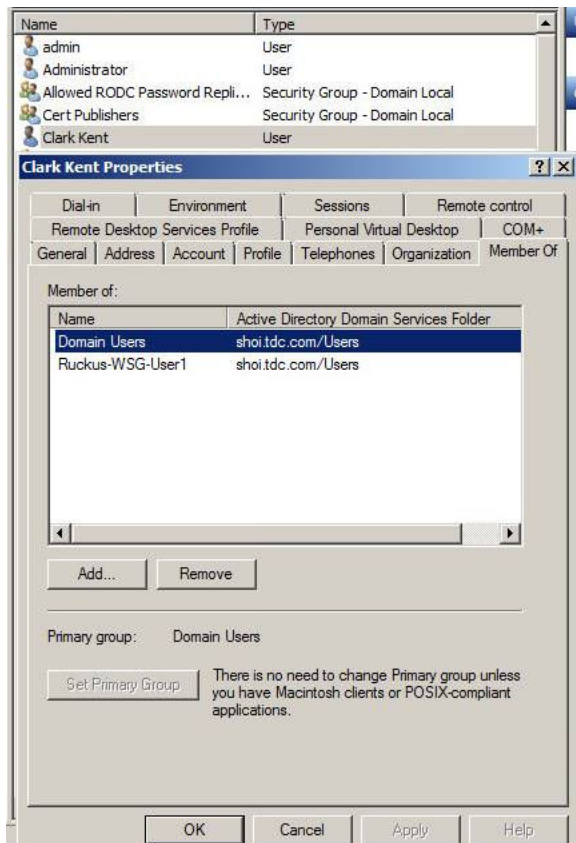 Name Type
admin User
Administrator User
Allowed RODC Password Repli... Security Group - Domain Local
Cert Publishers Security Group - Domain Local
Clark Kent User
Clark Kent Properties
Dial-in Environment Sessions Remote control
Remote Desktop Services Profile Personal Virtual Desktop COM+
General Address Account Profile Telephones Organization Member Of
Member of:
Name Active Directory Domain Services Folder
Domain Users shoi.tdc.com/Users
Ruckus-WSG-User1 shoi.tdc.com/Users
Add... Remove
Primary group: Domain Users
Set Primary Group
There is no need to change Primary group unless
you have Macintosh clients or POSIX-compliant
applications.
OK Cancel Apply Help